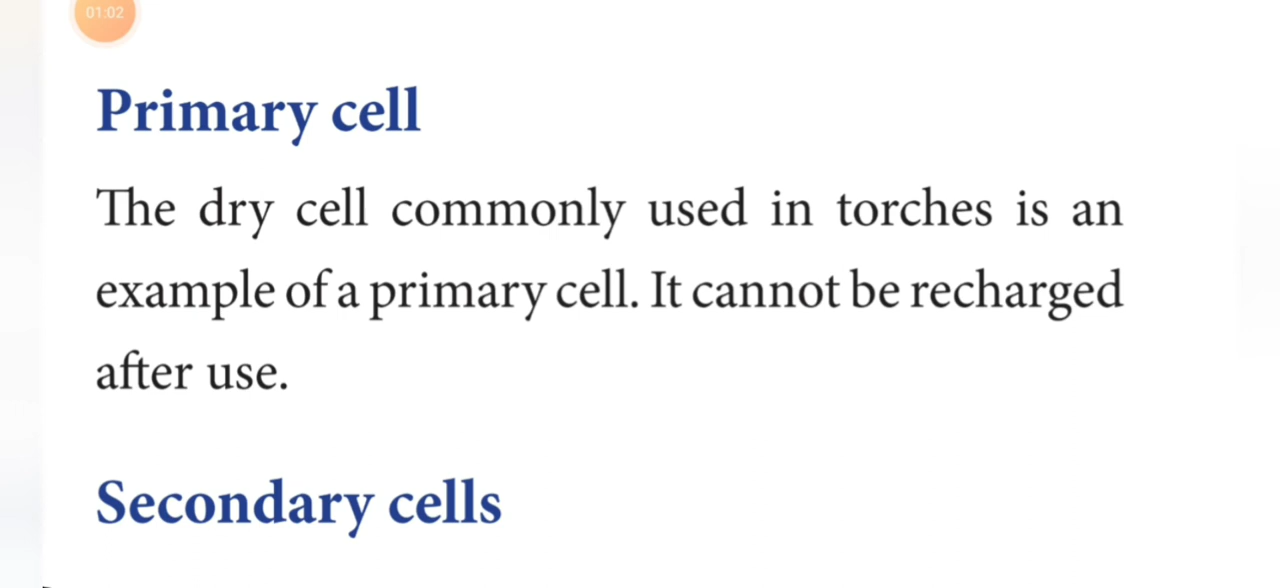 01:02
Primary cell
The dry cell commonly used in torches is an
example of a primary cell. It cannot be recharged
after use.
Secondary cells